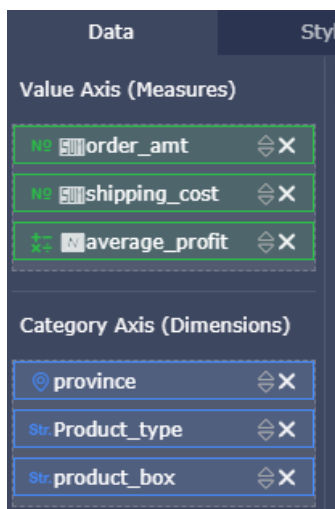 Data Sty
Value Axis (Measures)
Nº SUM order_amt
Nº SUM shipping_cost
N average_profit
Category Axis (Dimensions)
province
Str. Product_type
Str. product_box